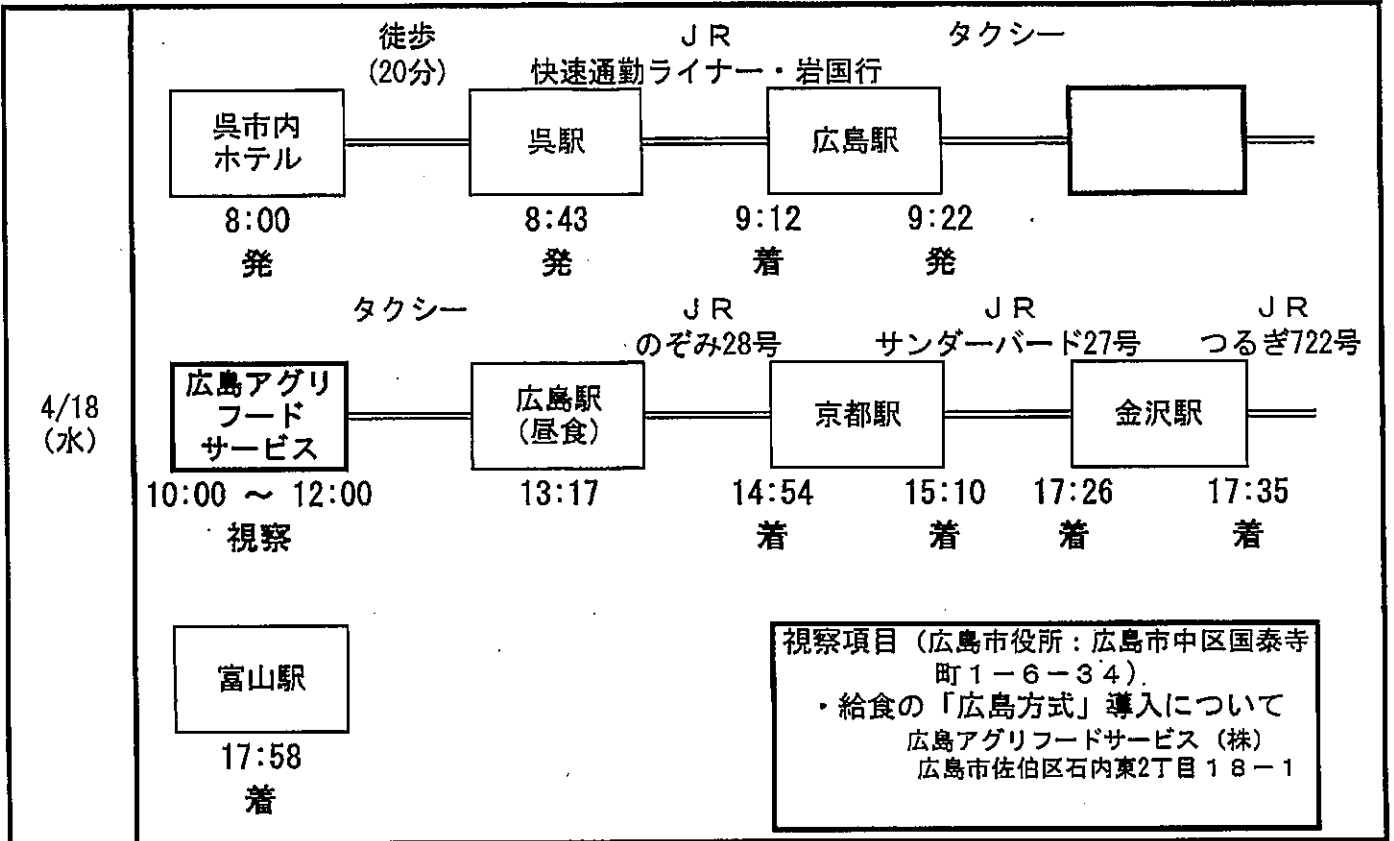 4/18
(水)
徒歩
(20分)
JR
快速通勤ライナー・岩国行
タクシー
呉市内
ホテル
呉駅
広島駅
8:00
発
8:43
発
9:12
着
9:22
発
タクシー
JR
のぞみ28号
JR
サンダーバード27号
JR
つるぎ722号
広島アグリ
フード
サービス
広島駅
(昼食)
京都駅
金沢駅
10:00 ～ 12:00
視察
13:17
14:54
着
15:10
着
17:26
着
17:35
着
富山駅
17:58
着
視察項目（広島市役所：広島市中区国泰寺
町1－6－34）
・給食の「広島方式」導入について
広島アグリフードサービス（株）
広島市佐伯区石内東2丁目18－1